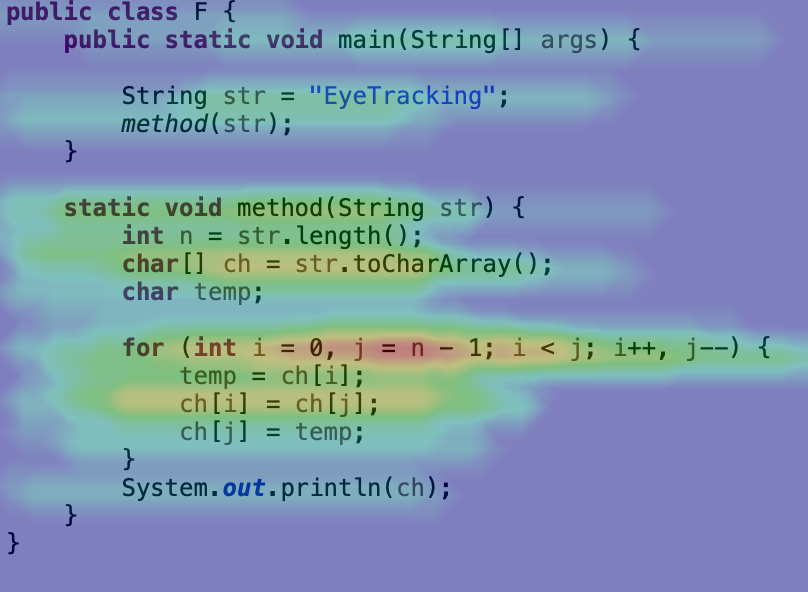 public class F {
public static void main(String[] args) {
String str = "EyeTracking";
method(str);
}
static void method(String str) {
int n = str.length();
char[] ch = str.toCharArray();
char temp;
for (int i = 0, j = n - 1; i < j; i++, j--) {
temp = ch[i];
ch[i] = ch[j];
ch[j] = temp;
}
System.out.println(ch);
}
}